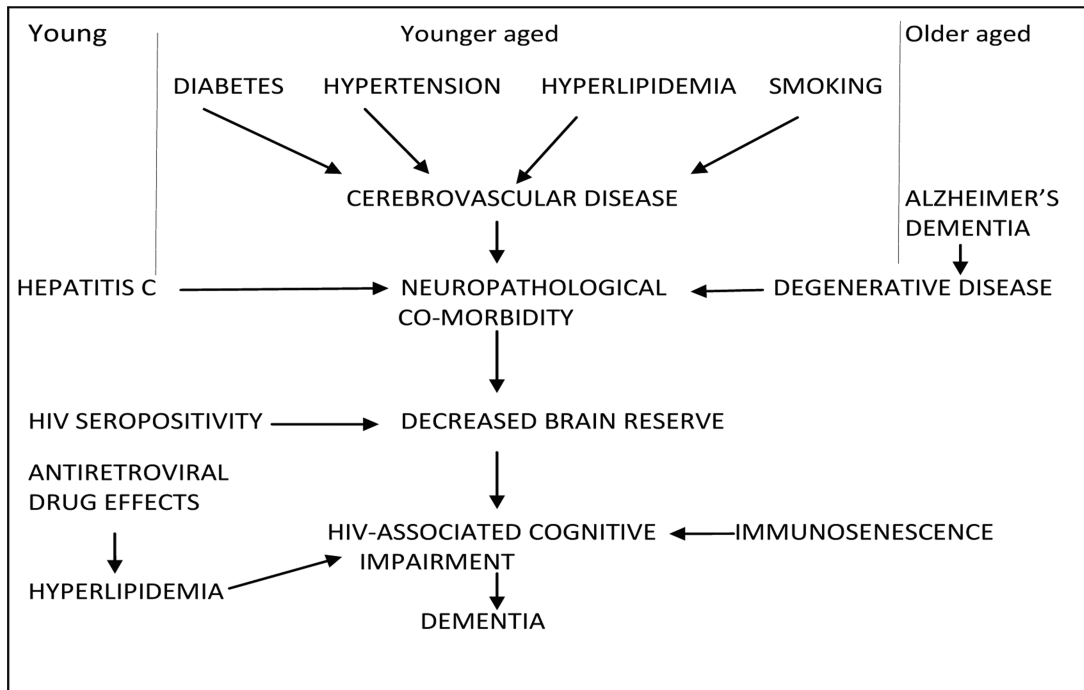 Young Younger aged Older aged
DIABETES HYPERTENSION HYPERLIPIDEMIA SMOKING
CEREBROVASCULAR DISEASE
ALZHEIMER'S
DEMENTIA
HEPATITIS C
NEUROPATHOLOGICAL
CO-MORBIDITY
DEGENERATIVE DISEASE
HIV SEROPOSITIVITY
DECREASED BRAIN RESERVE
ANTIRETROVIRAL
DRUG EFFECTS
HIV-ASSOCIATED COGNITIVE
IMPAIRMENT
IMMUNOSENESCENCE
HYPERLIPIDEMIA
DEMENTIA